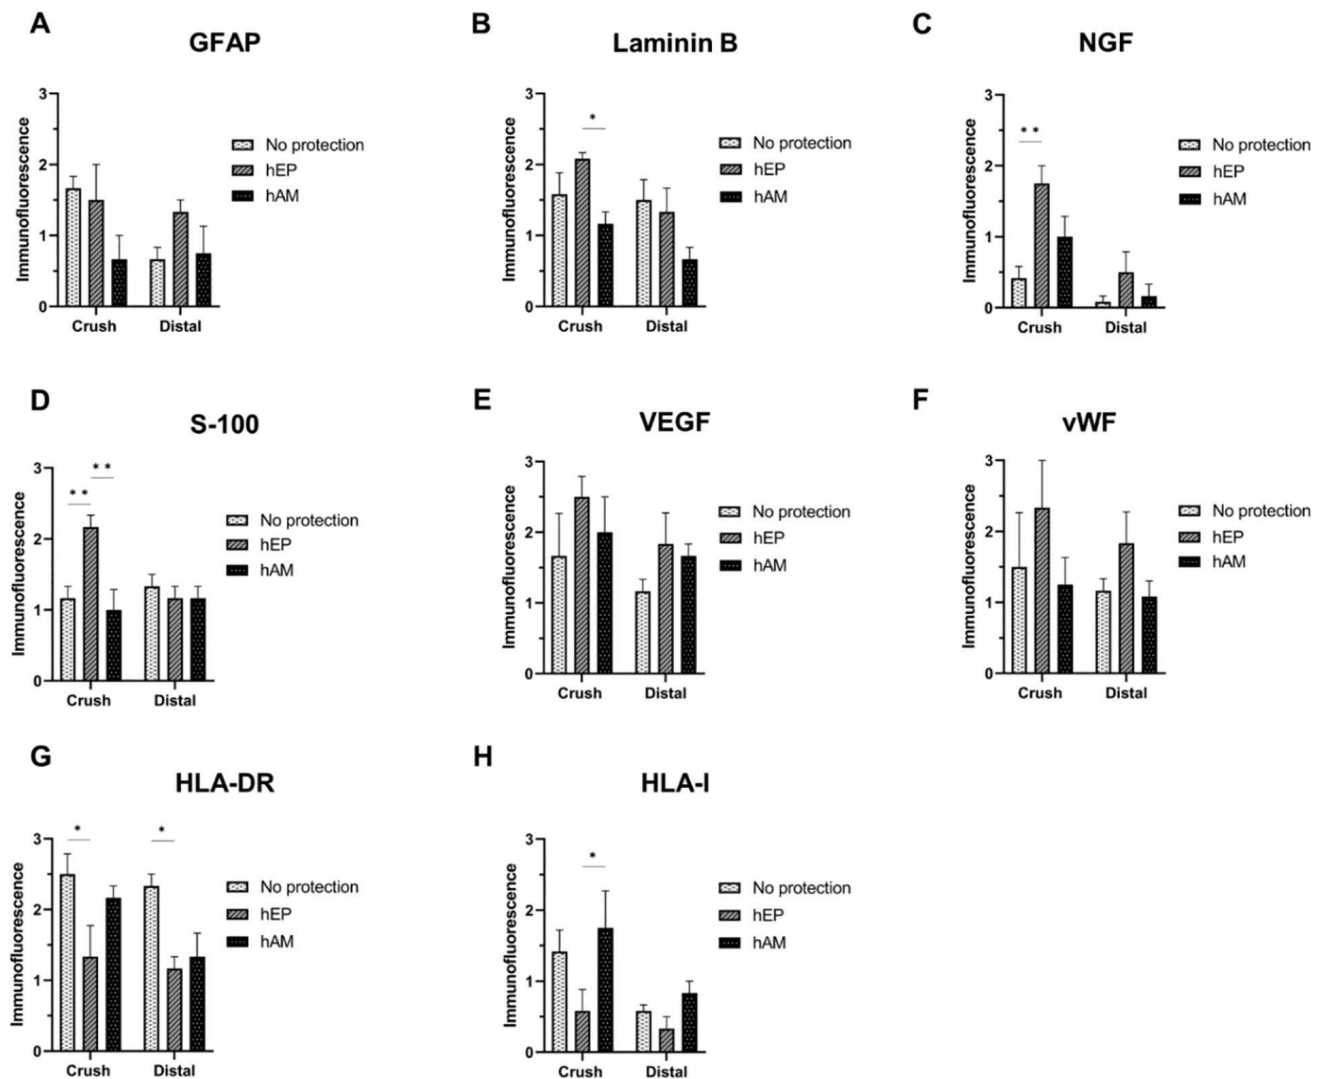 A
GFAP
Immunofluorescence
3
2
1
0
Crush
Distal
No protection
hEP
hAM
B
Laminin B
Immunofluorescence
3
2
1
0
*
Crush
Distal
No protection
hEP
hAM
C
NGF
Immunofluorescence
3
2
1
0
**
Crush
Distal
No protection
hEP
hAM
D
S-100
Immunofluorescence
3
2
1
0
**
**
Crush
Distal
No protection
hEP
hAM
E
VEGF
Immunofluorescence
3
2
1
0
Crush
Distal
No protection
hEP
hAM
F
vWF
Immunofluorescence
3
2
1
0
Crush
Distal
No protection
hEP
hAM
G
HLA-DR
Immunofluorescence
3
2
1
0
*
*
Crush
Distal
No protection
hEP
hAM
H
HLA-I
Immunofluorescence
3
2
1
0
*
Crush
Distal
No protection
hEP
hAM